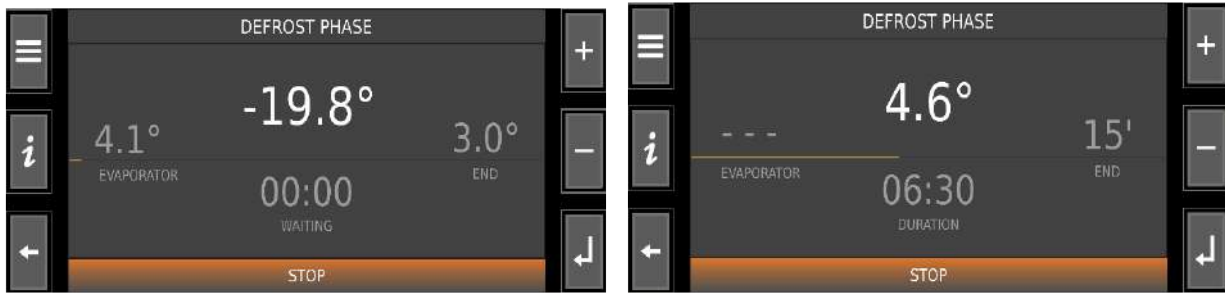 DEFROST PHASE
+
-19.8°
i
4.1°
3.0°
-
EVAPORATOR
END
00:00
WAITING
STOP
DEFROST PHASE
+
4.6°
i
- - -
15'
-
EVAPORATOR
END
06:30
DURATION
STOP